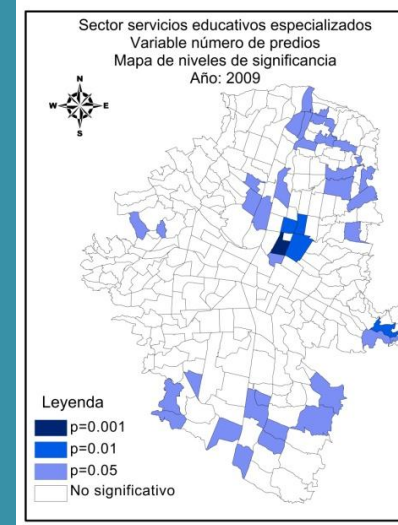 Sector servicios educativos especializados
Variable número de predios
Mapa de niveles de significancia
Año: 2009
N
W
E
S
Leyenda
p=0.001
p=0.01
p=0.05
No significativo